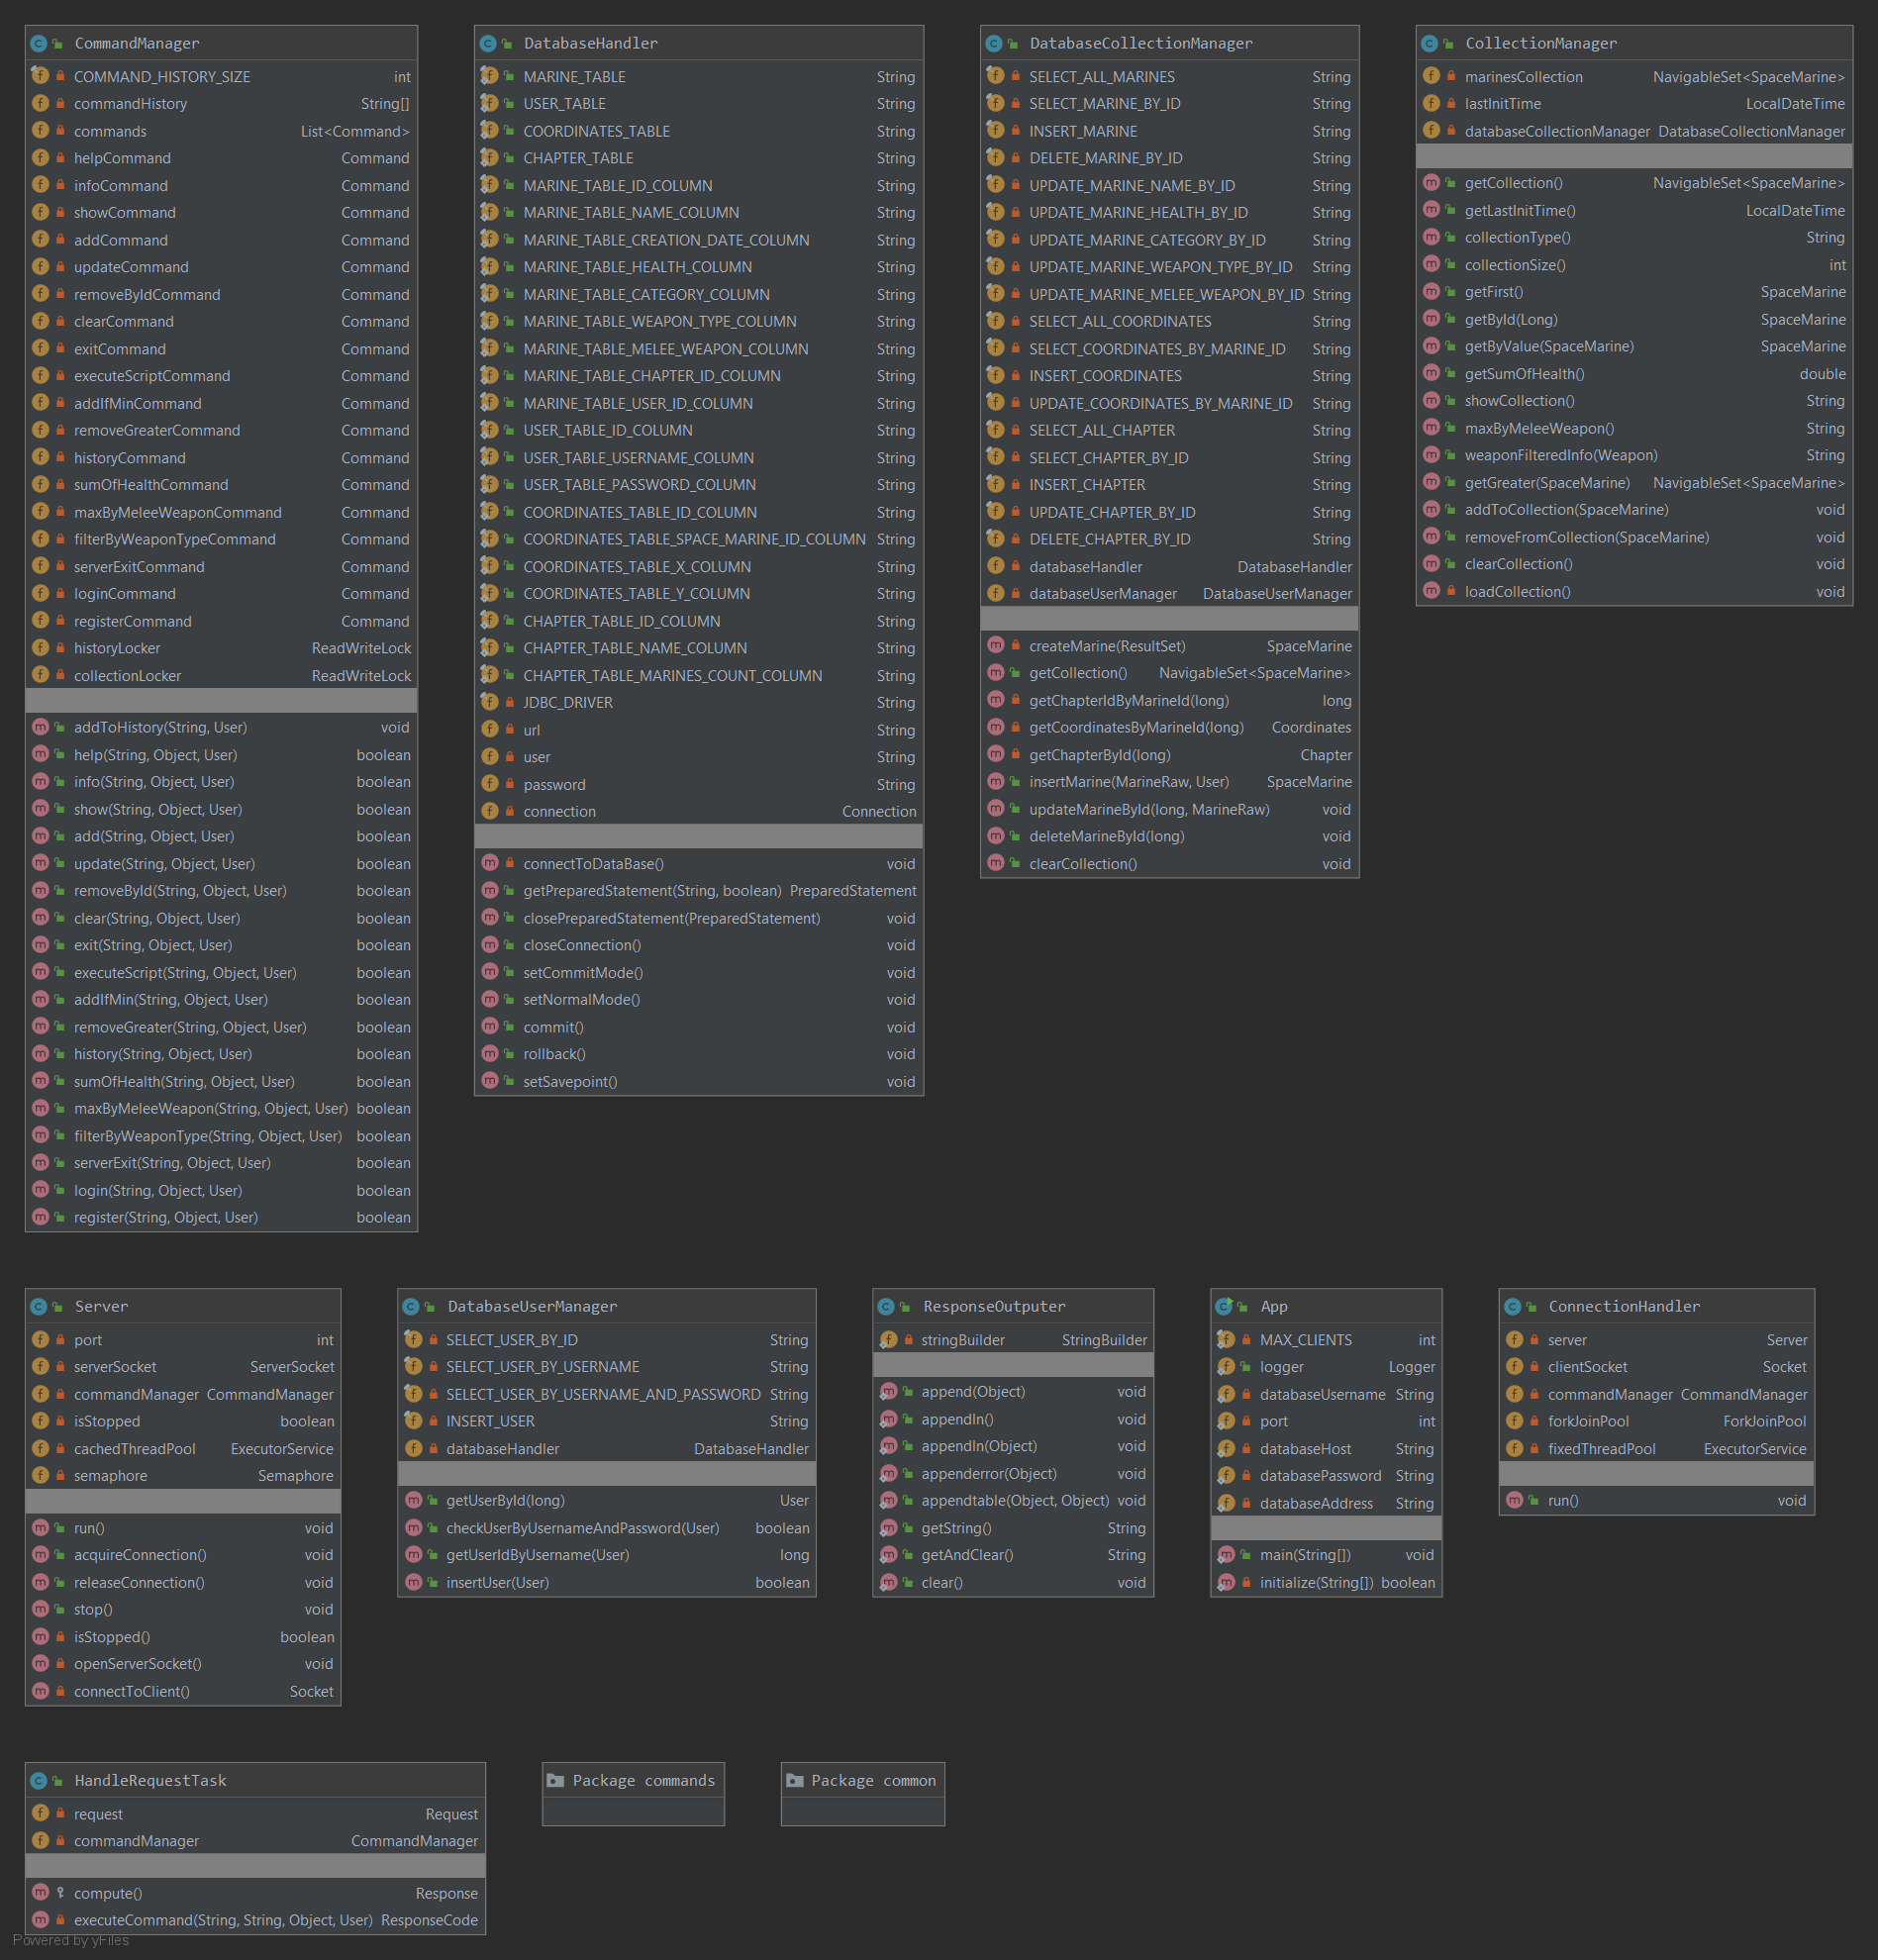 CommandManager
COMMAND_HISTORY_SIZE int
commandHistory String[]
commands List<Command>
helpCommand Command
infoCommand Command
showCommand Command
addCommand Command
updateCommand Command
removeByIdCommand Command
clearCommand Command
exitCommand Command
executeScriptCommand Command
addIfMinCommand Command
removeGreaterCommand Command
historyCommand Command
sumOfHealthCommand Command
maxByMeleeWeaponCommand Command
filterByWeaponTypeCommand Command
serverExitCommand Command
loginCommand Command
registerCommand Command
historyLocker ReadWriteLock
collectionLocker ReadWriteLock
addToHistory(String, User) void
help(String, Object, User) boolean
info(String, Object, User) boolean
show(String, Object, User) boolean
add(String, Object, User) boolean
update(String, Object, User) boolean
removeById(String, Object, User) boolean
clear(String, Object, User) boolean
exit(String, Object, User) boolean
executeScript(String, Object, User) boolean
addIfMin(String, Object, User) boolean
removeGreater(String, Object, User) boolean
history(String, Object, User) boolean
sumOfHealth(String, Object, User) boolean
maxByMeleeWeapon(String, Object, User) boolean
filterByWeaponType(String, Object, User) boolean
serverExit(String, Object, User) boolean
login(String, Object, User) boolean
register(String, Object, User) boolean
DatabaseHandler
MARINE_TABLE String
USER_TABLE String
COORDINATES_TABLE String
CHAPTER_TABLE String
MARINE_TABLE_ID_COLUMN String
MARINE_TABLE_NAME_COLUMN String
MARINE_TABLE_CREATION_DATE_COLUMN String
MARINE_TABLE_HEALTH_COLUMN String
MARINE_TABLE_CATEGORY_COLUMN String
MARINE_TABLE_WEAPON_TYPE_COLUMN String
MARINE_TABLE_MELEE_WEAPON_COLUMN String
MARINE_TABLE_CHAPTER_ID_COLUMN String
MARINE_TABLE_USER_ID_COLUMN String
USER_TABLE_ID_COLUMN String
USER_TABLE_USERNAME_COLUMN String
USER_TABLE_PASSWORD_COLUMN String
COORDINATES_TABLE_ID_COLUMN String
COORDINATES_TABLE_SPACE_MARINE_ID_COLUMN String
COORDINATES_TABLE_X_COLUMN String
COORDINATES_TABLE_Y_COLUMN String
CHAPTER_TABLE_ID_COLUMN String
CHAPTER_TABLE_NAME_COLUMN String
CHAPTER_TABLE_MARINES_COUNT_COLUMN String
JDBC_DRIVER String
url String
user String
password String
connection Connection
connectToDataBase() void
getPreparedStatement(String, boolean) PreparedStatement
closePreparedStatement(PreparedStatement) void
closeConnection() void
setCommitMode() void
setNormalMode() void
commit() void
rollback() void
setSavepoint() void
DatabaseCollectionManager
SELECT_ALL_MARINES String
SELECT_MARINE_BY_ID String
INSERT_MARINE String
DELETE_MARINE_BY_ID String
UPDATE_MARINE_NAME_BY_ID String
UPDATE_MARINE_HEALTH_BY_ID String
UPDATE_MARINE_CATEGORY_BY_ID String
UPDATE_MARINE_WEAPON_TYPE_BY_ID String
UPDATE_MARINE_MELEE_WEAPON_BY_ID String
SELECT_ALL_COORDINATES String
SELECT_COORDINATES_BY_MARINE_ID String
INSERT_COORDINATES String
UPDATE_COORDINATES_BY_MARINE_ID String
SELECT_ALL_CHAPTER String
SELECT_CHAPTER_BY_ID String
INSERT_CHAPTER String
UPDATE_CHAPTER_BY_ID String
DELETE_CHAPTER_BY_ID String
databaseHandler DatabaseHandler
databaseUserManager DatabaseUserManager
createMarine(ResultSet) SpaceMarine
getCollection() NavigableSet<SpaceMarine>
getChapterIdByMarineId(long) long
getCoordinatesByMarineId(long) Coordinates
getChapterById(long) Chapter
insertMarine(MarineRaw, User) SpaceMarine
updateMarineById(long, MarineRaw) void
deleteMarineById(long) void
clearCollection() void
CollectionManager
marinesCollection NavigableSet<SpaceMarine>
lastInitTime LocalDateTime
databaseCollectionManager DatabaseCollectionManager
getCollection() NavigableSet<SpaceMarine>
getLastInitTime() LocalDateTime
collectionType() String
collectionSize() int
getFirst() SpaceMarine
getById(Long) SpaceMarine
getByValue(SpaceMarine) SpaceMarine
getSumOfHealth() double
showCollection() String
maxByMeleeWeapon() String
weaponFilteredInfo(Weapon) String
getGreater(SpaceMarine) NavigableSet<SpaceMarine>
addToCollection(SpaceMarine) void
removeFromCollection(SpaceMarine) void
clearCollection() void
loadCollection() void
Server
port int
serverSocket ServerSocket
commandManager CommandManager
isStopped boolean
cachedThreadPool ExecutorService
semaphore Semaphore
run() void
acquireConnection() void
releaseConnection() void
stop() void
isStopped() boolean
openServerSocket() void
connectToClient() Socket
DatabaseUserManager
SELECT_USER_BY_ID String
SELECT_USER_BY_USERNAME String
SELECT_USER_BY_USERNAME_AND_PASSWORD String
INSERT_USER String
databaseHandler DatabaseHandler
getUserById(long) User
checkUserByUsernameAndPassword(User) boolean
getUserIdByUsername(User) long
insertUser(User) boolean
ResponseOutputer
stringBuilder StringBuilder
append(Object) void
appendln() void
appendln(Object) void
appenderror(Object) void
appendtable(Object, Object) void
getString() String
getAndClear() String
clear() void
App
MAX_CLIENTS int
logger Logger
databaseUsername String
port int
databaseHost String
databasePassword String
databaseAddress String
main(String[]) void
initialize(String[]) boolean
ConnectionHandler
server Server
clientSocket Socket
commandManager CommandManager
forkJoinPool ForkJoinPool
fixedThreadPool ExecutorService
run() void
HandleRequestTask
request Request
commandManager CommandManager
compute() Response
executeCommand(String, String, Object, User) ResponseCode
Package commands
Package common
Powered by yFiles